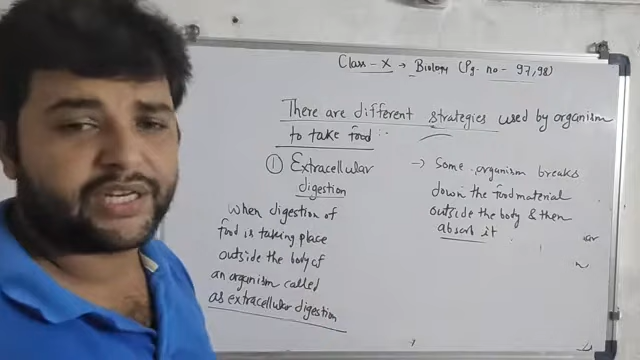 Class - X → Biology (Pg. no - 97,98)
There are different strategies used by organism
to take food :-
① Extracellular
digestion
when digestion of
food is taking place
outside the body of
an organism called
as extracellular digestion
→ Some organism breaks
down the food material
outside the body & then
absorb it.